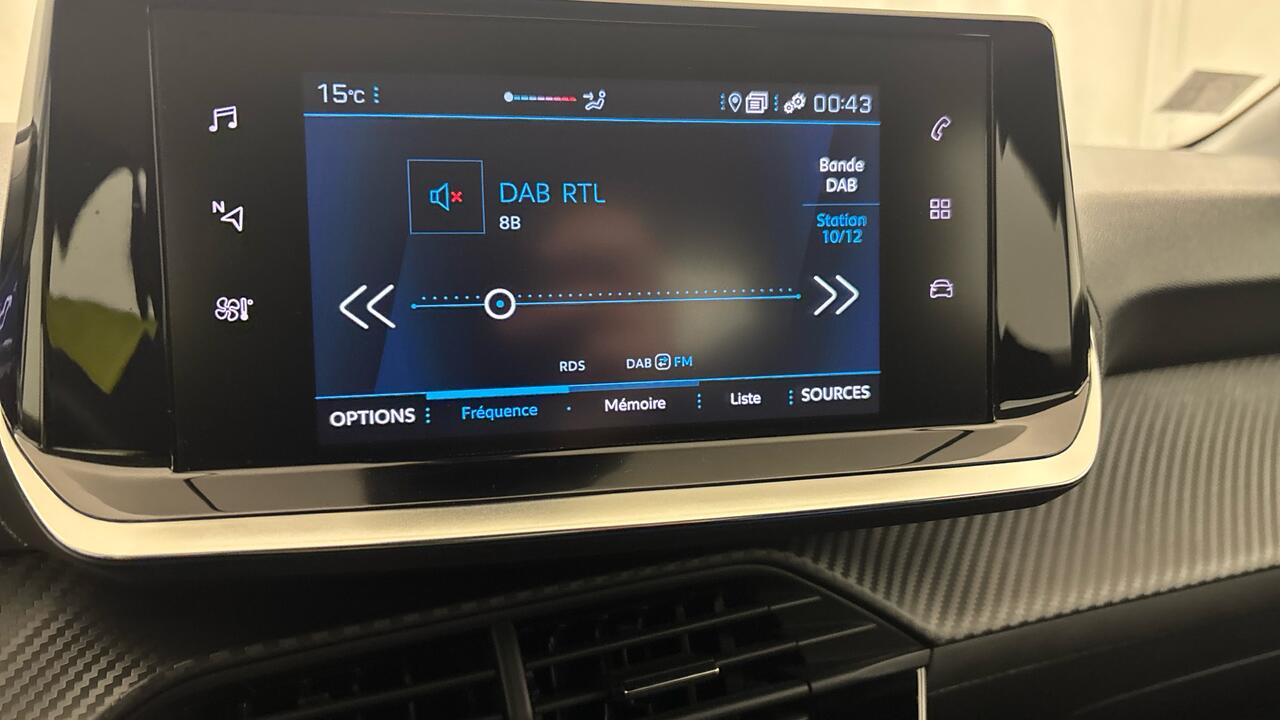 15°C
00:43
N
DAB RTL
8B
Bande
DAB
Station
10/12
RDS
DAB FM
OPTIONS
Fréquence
Mémoire
Liste
SOURCES